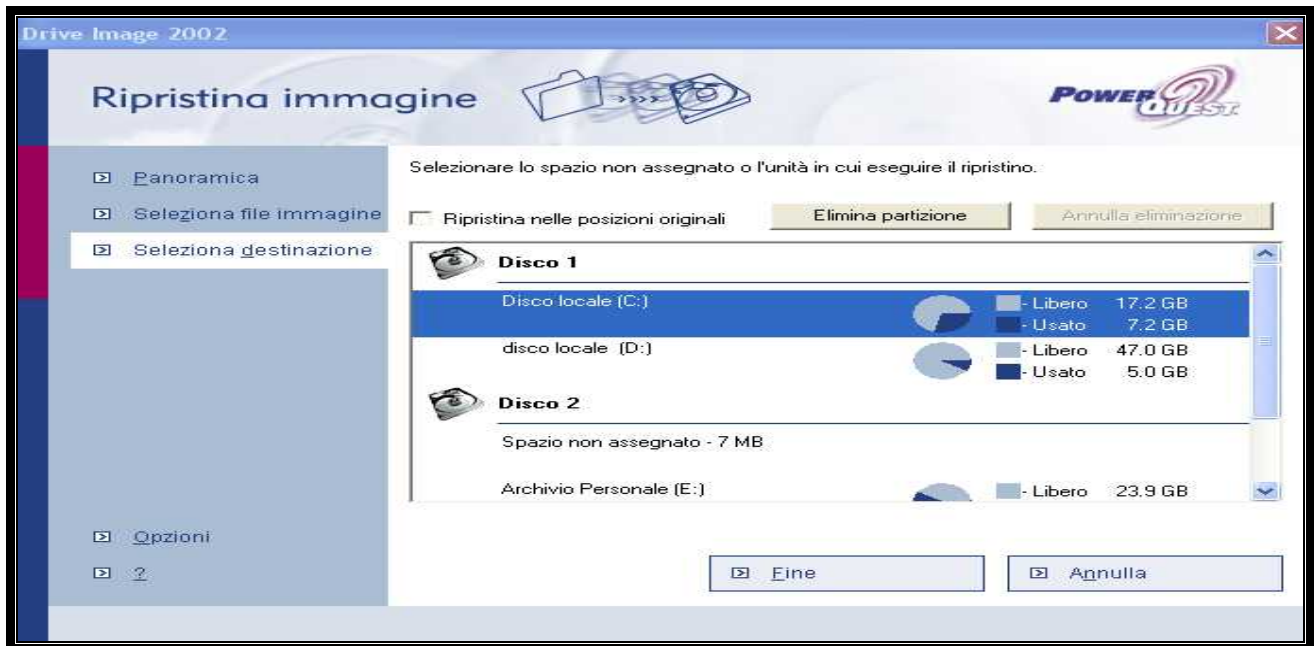 Drive Image 2002
Ripristina immagine
POWERQUEST
Panoramica
Seleziona file immagine
Seleziona destinazione
Opzioni
?
Selezionare lo spazio non assegnato o l'unità in cui eseguire il ripristino.
Ripristina nelle posizioni originali
Elimina partizione
Annulla eliminazione
Disco 1
Disco locale (C:)
- Libero 17.2 GB
- Usato 7.2 GB
disco locale (D:)
- Libero 47.0 GB
- Usato 5.0 GB
Disco 2
Spazio non assegnato - 7 MB
Archivio Personale (E:)
- Libero 23.9 GB
Fine
Annulla